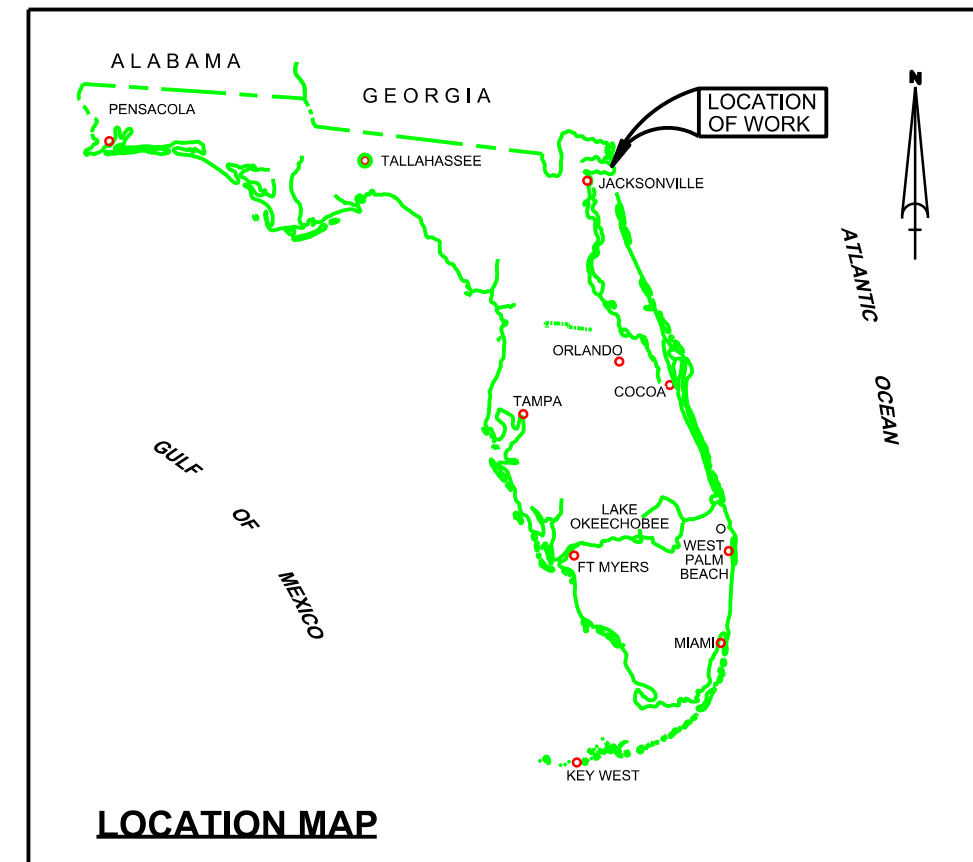 ALABAMA
GEORGIA
PENSACOLA
TALLAHASSEE
LOCATION
OF WORK
N
JACKSONVILLE
ATLANTIC
OCEAN
ORLANDO
COCOA
TAMPA
GULF
OF
MEXICO
LAKE
OKEECHOBEE
WEST
PALM
BEACH
FT MYERS
MIAMI
KEY WEST
LOCATION MAP